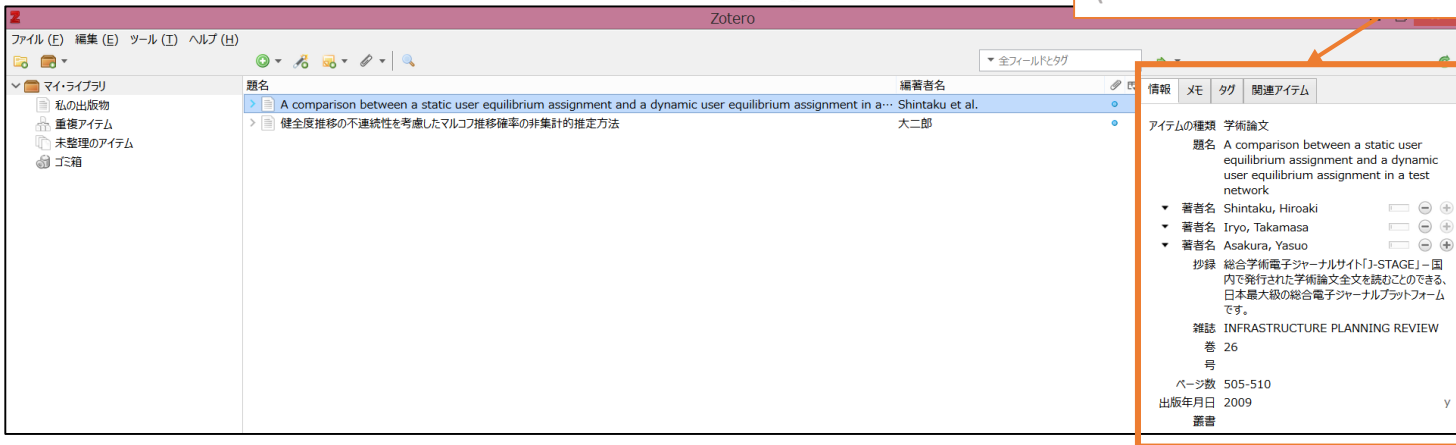 Zotero
ファイル (F) 編集 (E) ツール (T) ヘルプ (H)
全フィールドとタグ
マイ・ライブラリ
私の出版物
重複アイテム
未整理のアイテム
ゴミ箱
題名 編著者名
A comparison between a static user equilibrium assignment and a dynamic user equilibrium assignment in a… Shintaku et al.
健全度推移の不連続性を考慮したマルコフ推移確率の非集計的推定方法 大二郎
情報 メモ タグ 関連アイテム
アイテムの種類 学術論文
題名 A comparison between a static user
equilibrium assignment and a dynamic
user equilibrium assignment in a test
network
著者名 Shintaku, Hiroaki
著者名 Iryo, Takamasa
著者名 Asakura, Yasuo
抄録 総合学術電子ジャーナルサイト「J-STAGE」－国
内で発行された学術論文全文を読むことのできる、
日本最大級の総合電子ジャーナルプラットフォーム
です。
雑誌 INFRASTRUCTURE PLANNING REVIEW
巻 26
号
ページ数 505-510
出版年月日 2009 y
叢書